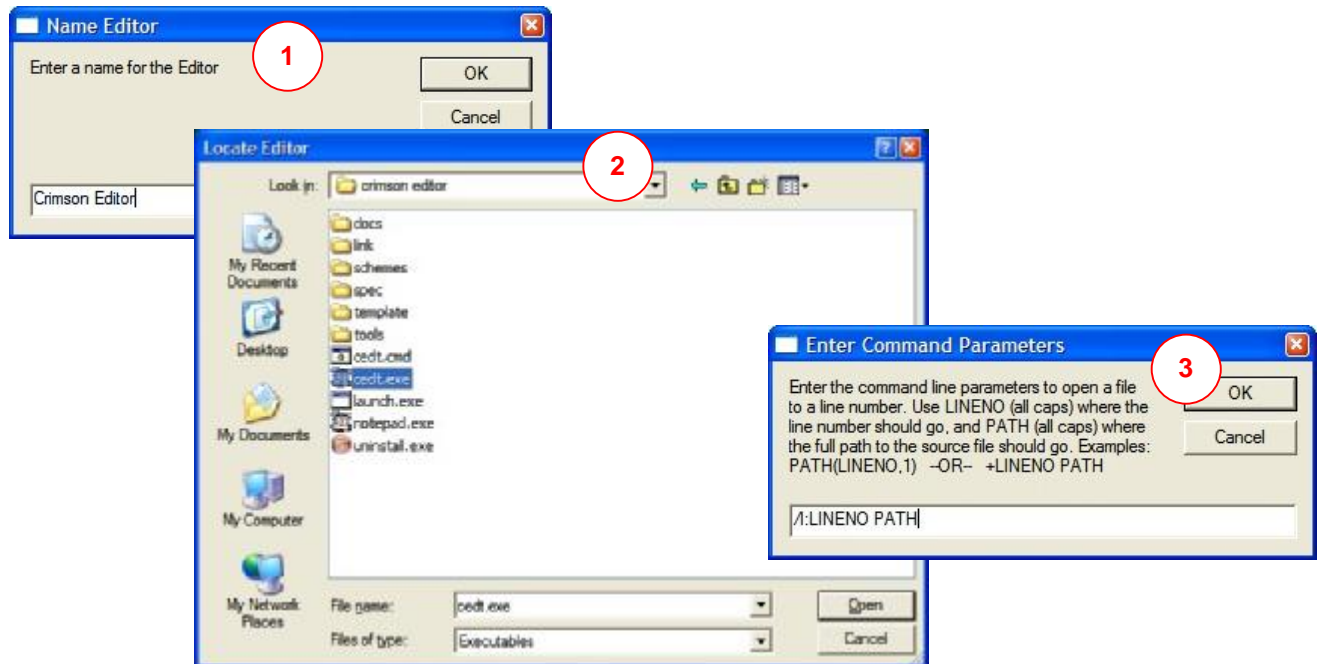 Name Editor
1
Enter a name for the Editor
OK
Cancel
Crimson Editor
Locate Editor
2
Look in:
crimson editor
docs
link
schemes
spec
template
tools
cedt.cmd
cedt.exe
launch.exe
notepad.exe
uninstall.exe
My Recent
Documents
Desktop
My Documents
My Computer
My Network
Places
File name:
cedt.exe
Open
Files of type:
Executables
Cancel
Enter Command Parameters
3
Enter the command line parameters to open a file
to a line number. Use LINENO (all caps) where the
line number should go, and PATH (all caps) where
the full path to the source file should go. Examples:
PATH(LINENO,1) --OR-- +LINENO PATH
OK
Cancel
/l:LINENO PATH